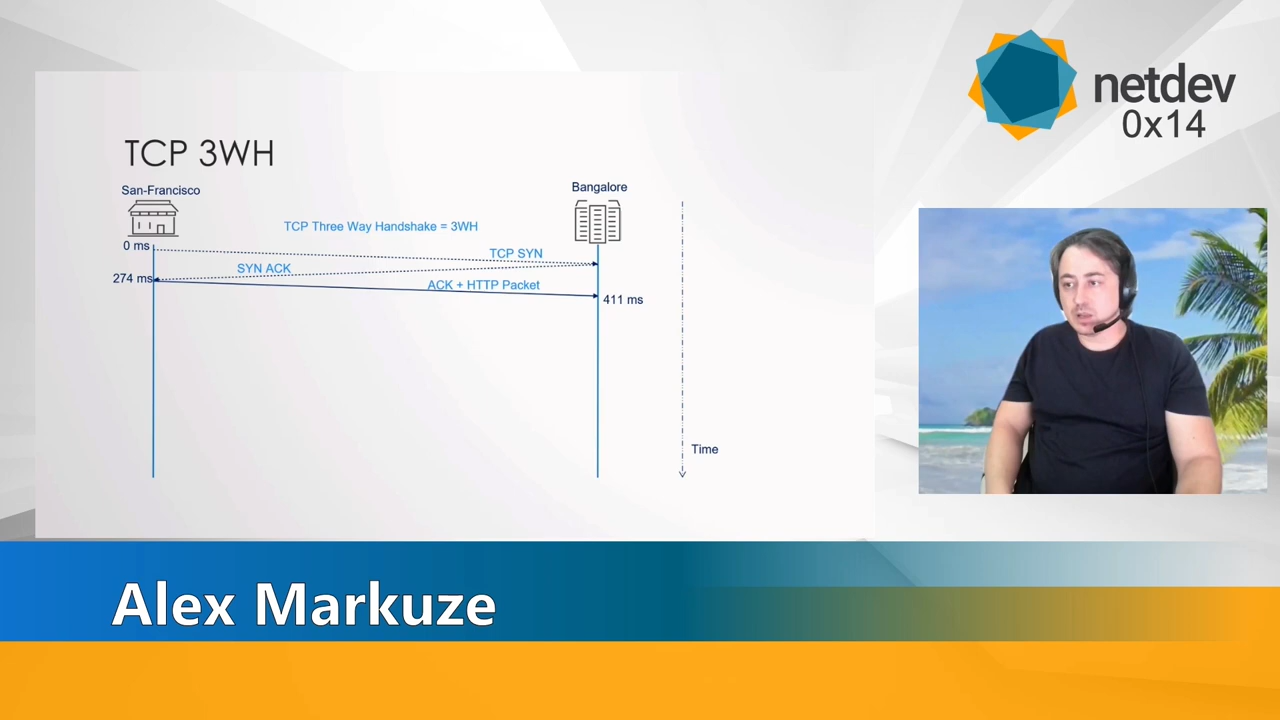 netdev
0x14
TCP 3WH
San-Francisco
Bangalore
TCP Three Way Handshake = 3WH
0 ms
TCP SYN
SYN ACK
274 ms
ACK + HTTP Packet
411 ms
Time
Alex Markuze